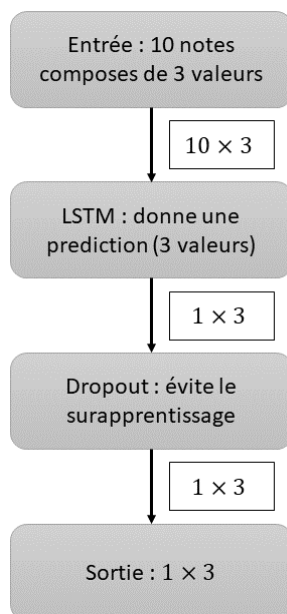 Entrée : 10 notes
composes de 3 valeurs
10 × 3
LSTM : donne une
prediction (3 valeurs)
1 × 3
Dropout : évite le
surapprentissage
1 × 3
Sortie : 1 × 3